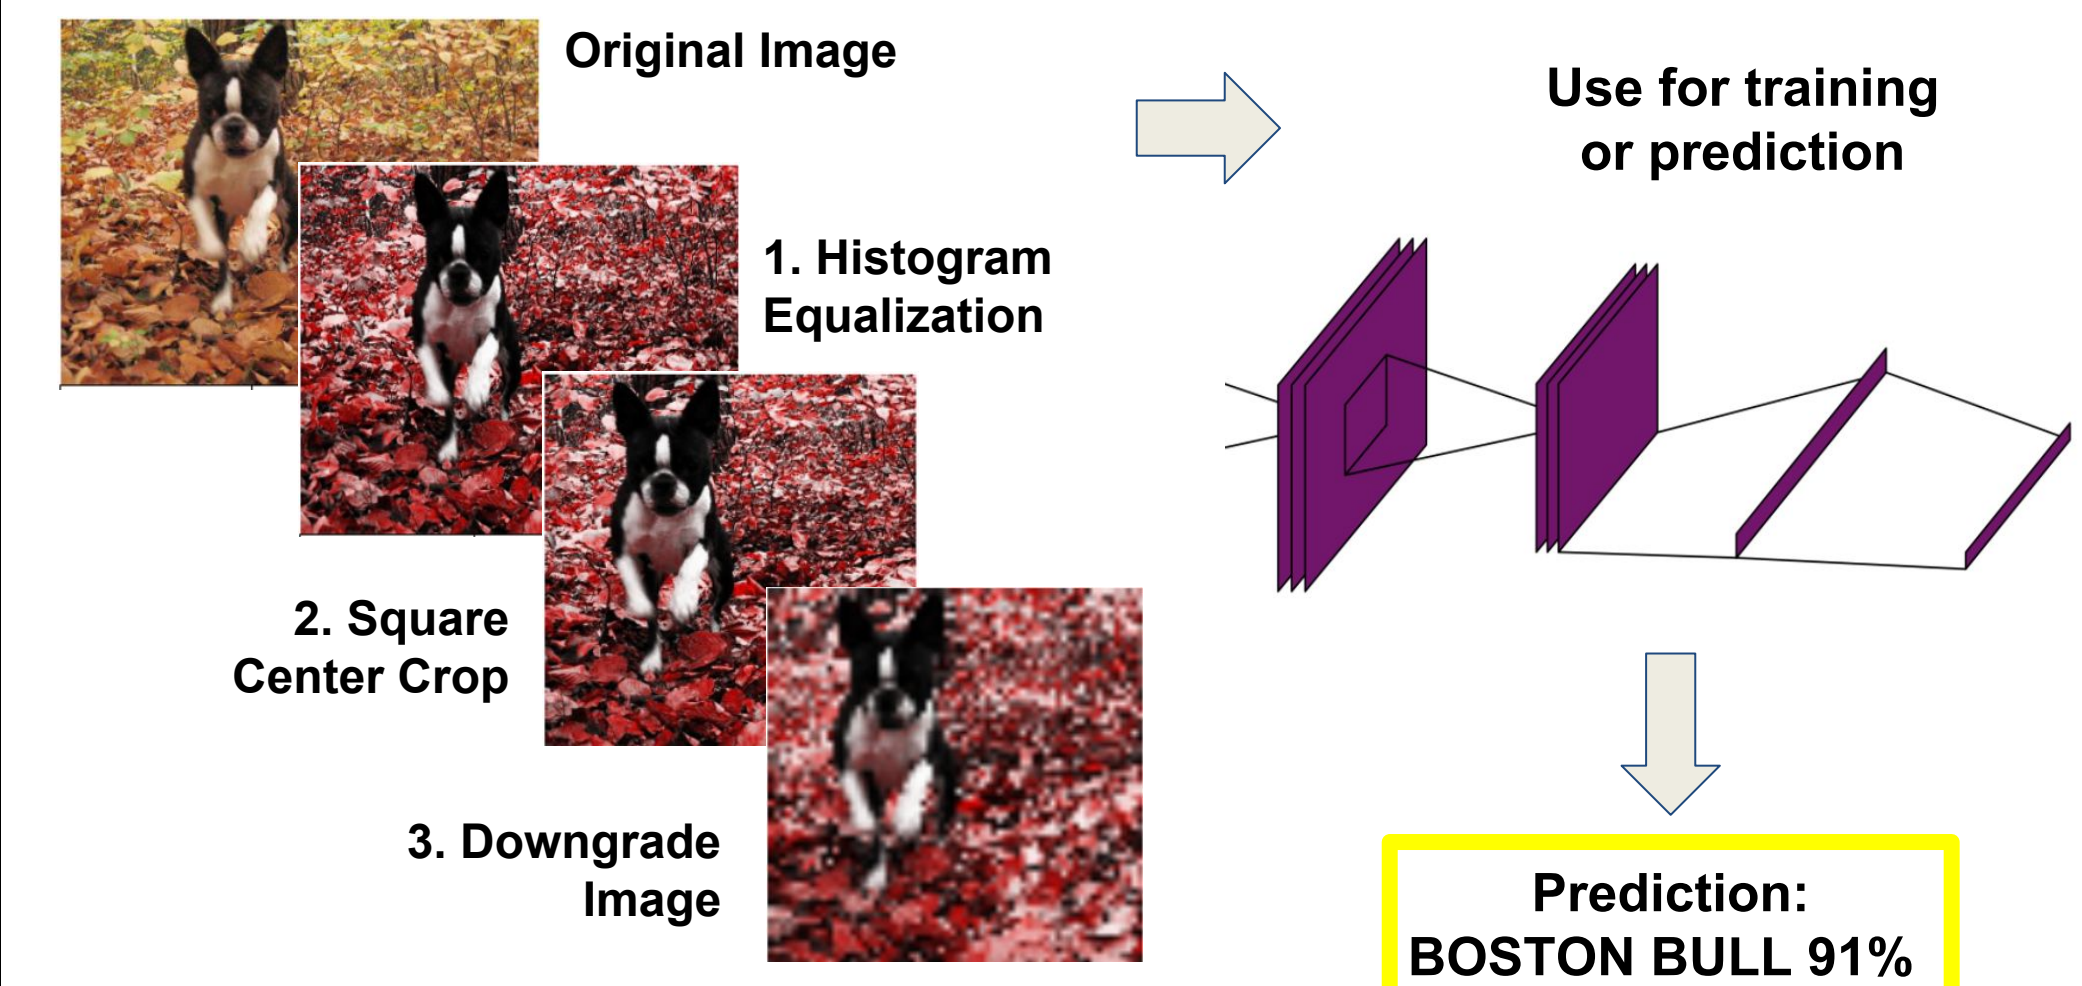 Original Image
1. Histogram
Equalization
2. Square
Center Crop
3. Downgrade
Image
Use for training
or prediction
Prediction:
BOSTON BULL 91%